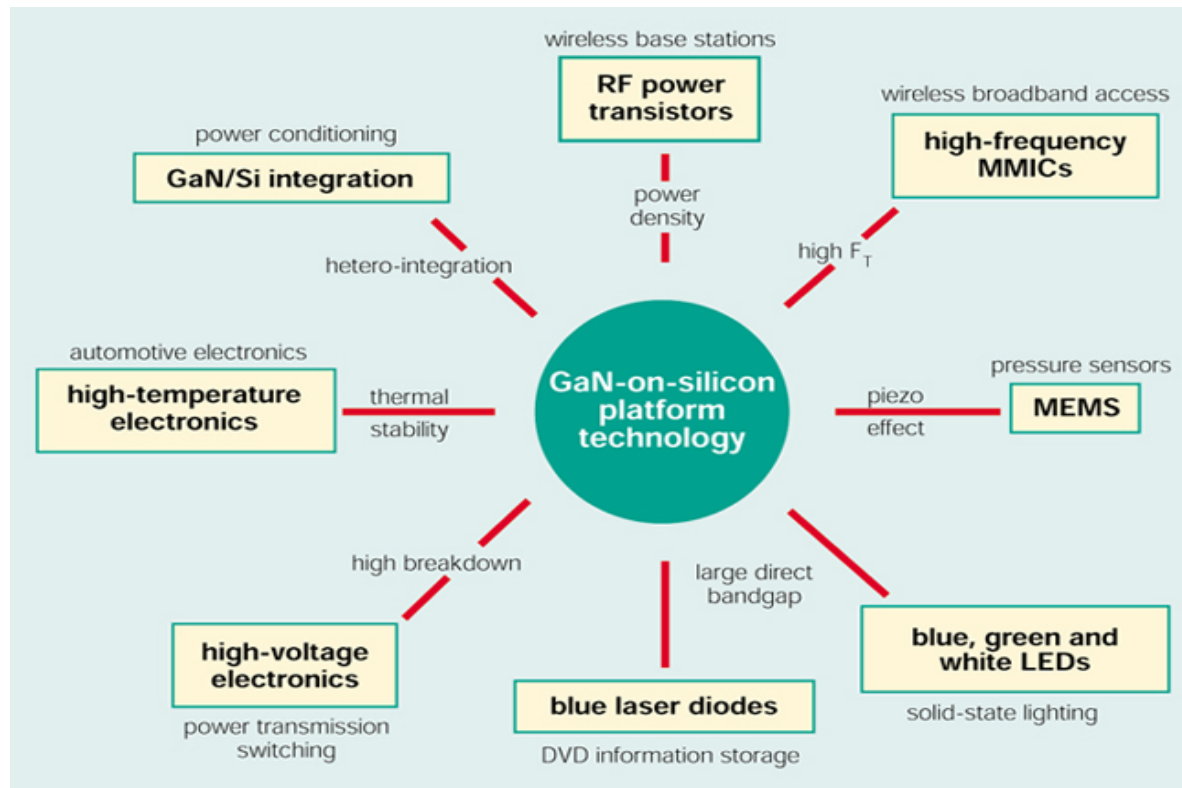 wireless base stations
RF power
transistors
wireless broadband access
high-frequency
MMICs
power conditioning
GaN/Si integration
power
density
high F_T
hetero-integration
automotive electronics
high-temperature
electronics
thermal
stability
GaN-on-silicon
platform
technology
piezo
effect
pressure sensors
MEMS
high breakdown
large direct
bandgap
high-voltage
electronics
power transmission
switching
blue laser diodes
DVD information storage
blue, green and
white LEDs
solid-state lighting